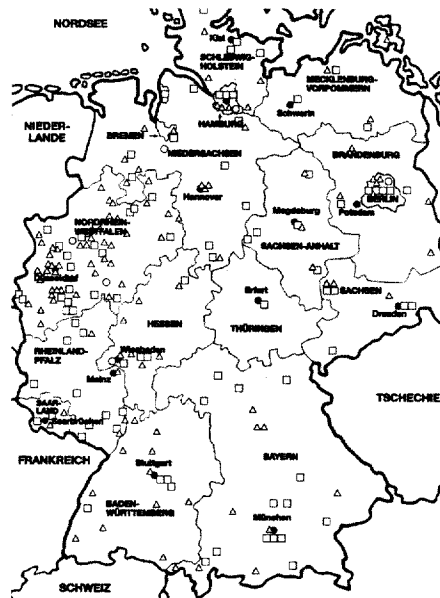 NORDSEE
Kiel
SCHLESWIG-
HOLSTEIN
MECKLENBURG-
VORPOMMERN
Schwerin
HAMBURG
NIEDER-
LANDE
BREMEN
NIEDERSACHSEN
BRANDENBURG
BERLIN
Potsdam
Hannover
Magdeburg
NORDRHEIN-
WESTFALEN
SACHSEN-ANHALT
Düsseldorf
Erfurt
SACHSEN
Dresden
HESSEN
THÜRINGEN
RHEINLAND-
PFALZ
Wiesbaden
Mainz
TSCHECHIE
SAAR-
LAND
Saarbrücken
FRANKREICH
Stuttgart
BAYERN
BADEN-
WÜRTTEMBERG
München
SCHWEIZ